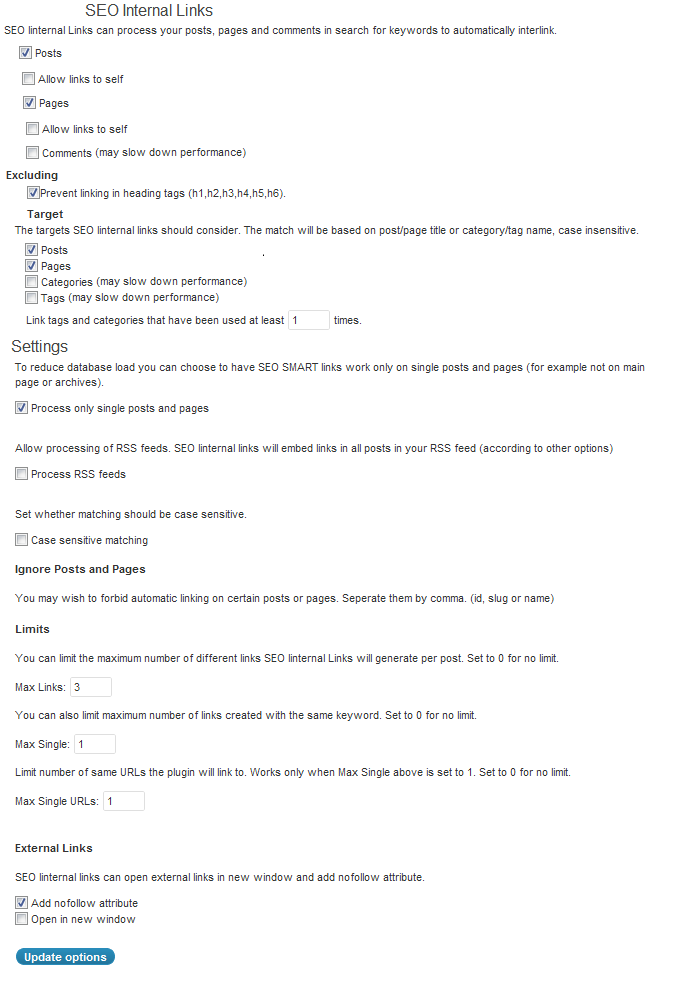 SEO Internal Links
SEO Iinternal Links can process your posts, pages and comments in search for keywords to automatically interlink.
Posts
Allow links to self
Pages
Allow links to self
Comments (may slow down performance)
Excluding
Prevent linking in heading tags (h1,h2,h3,h4,h5,h6).
Target
The targets SEO Iinternal links should consider. The match will be based on post/page title or category/tag name, case insensitive.
Posts
Pages
Categories (may slow down performance)
Tags (may slow down performance)
Link tags and categories that have been used at least 1 times.
Settings
To reduce database load you can choose to have SEO SMART links work only on single posts and pages (for example not on main
page or archives).
Process only single posts and pages
Allow processing of RSS feeds. SEO Iinternal links will embed links in all posts in your RSS feed (according to other options)
Process RSS feeds
Set whether matching should be case sensitive.
Case sensitive matching
Ignore Posts and Pages
You may wish to forbid automatic linking on certain posts or pages. Seperate them by comma. (id, slug or name)
Limits
You can limit the maximum number of different links SEO Iinternal Links will generate per post. Set to 0 for no limit.
Max Links: 3
You can also limit maximum number of links created with the same keyword. Set to 0 for no limit.
Max Single: 1
Limit number of same URLs the plugin will link to. Works only when Max Single above is set to 1. Set to 0 for no limit.
Max Single URLs: 1
External Links
SEO Iinternal links can open external links in new window and add nofollow attribute.
Add nofollow attribute
Open in new window
Update options